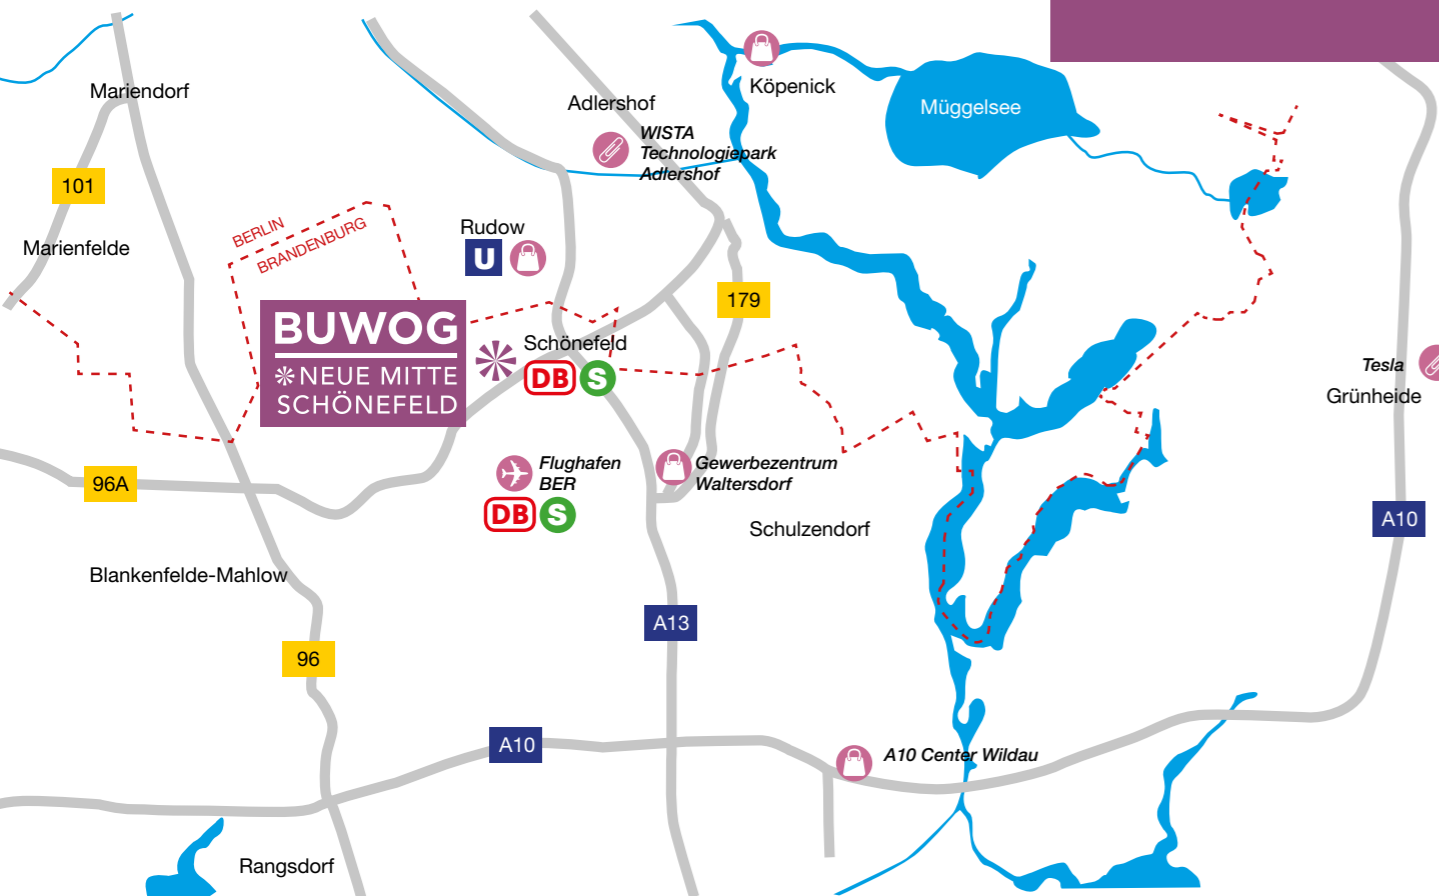 Mariendorf
Adlershof
Köpenick
Müggelsee
WISTA
Technologiepark
Adlershof
101
Marienfelde
BERLIN
BRANDENBURG
Rudow
U
179
BUWOG
NEUE MITTE
SCHÖNEFELD
Schönefeld
DB S
Tesla
Grünheide
96A
Flughafen
BER
DB S
Gewerbezentrum
Waltersdorf
Schulzendorf
A10
Blankenfelde-Mahlow
A13
96
A10
A10 Center Wildau
Rangsdorf